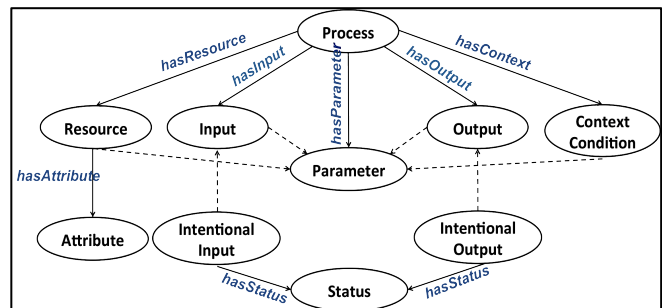 Process
hasResource
hasInput
hasParameter
hasOutput
hasContext
Resource
Input
Output
Context
Condition
Parameter
hasAttribute
Attribute
Intentional
Input
Intentional
Output
hasStatus
Status
hasStatus